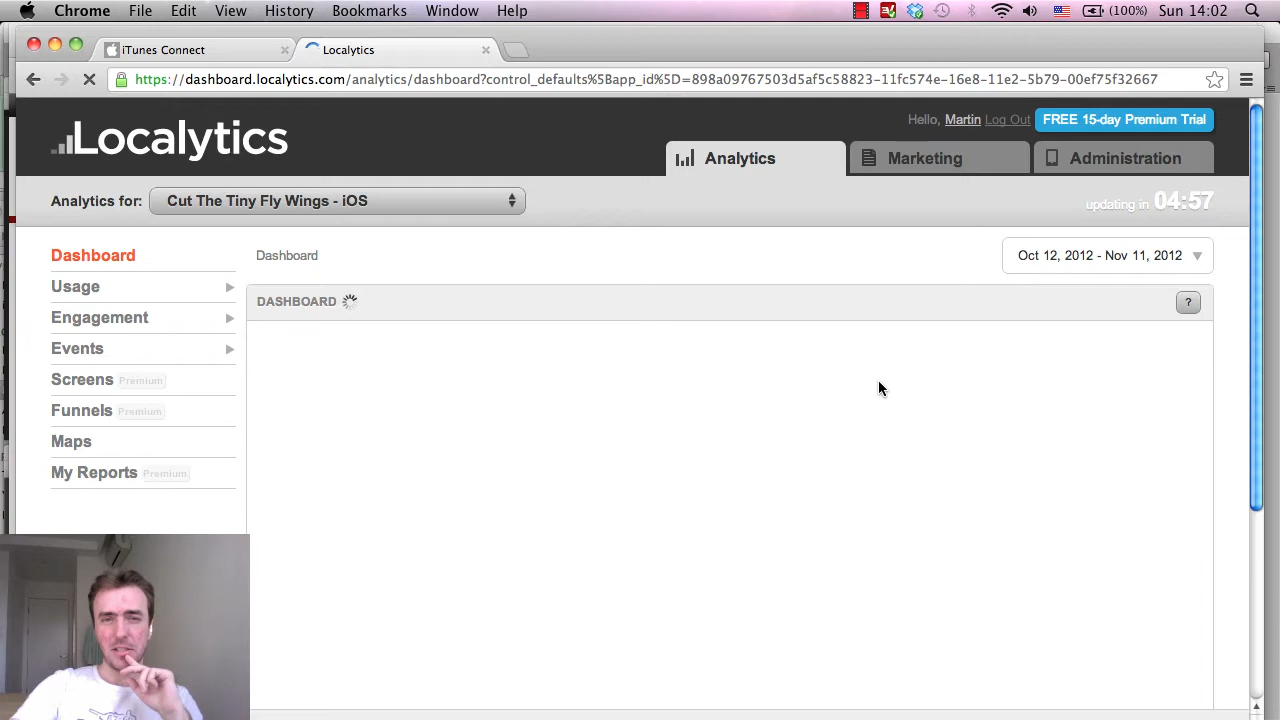 Chrome File Edit View History Bookmarks Window Help (100%) Sun 14:02
iTunes Connect Localytics
https://dashboard.localytics.com/analytics/dashboard?control_defaults%5Bapp_id%5D=898a09767503d5af5c58823-11fc574e-16e8-11e2-5b79-00ef75f32667
Localytics
Hello, Martin Log Out FREE 15-day Premium Trial
Analytics Marketing Administration
Analytics for: Cut The Tiny Fly Wings - iOS updating in 04:57
Dashboard
Usage
Engagement
Events
Screens Premium
Funnels Premium
Maps
My Reports Premium
Dashboard Oct 12, 2012 - Nov 11, 2012
DASHBOARD ?